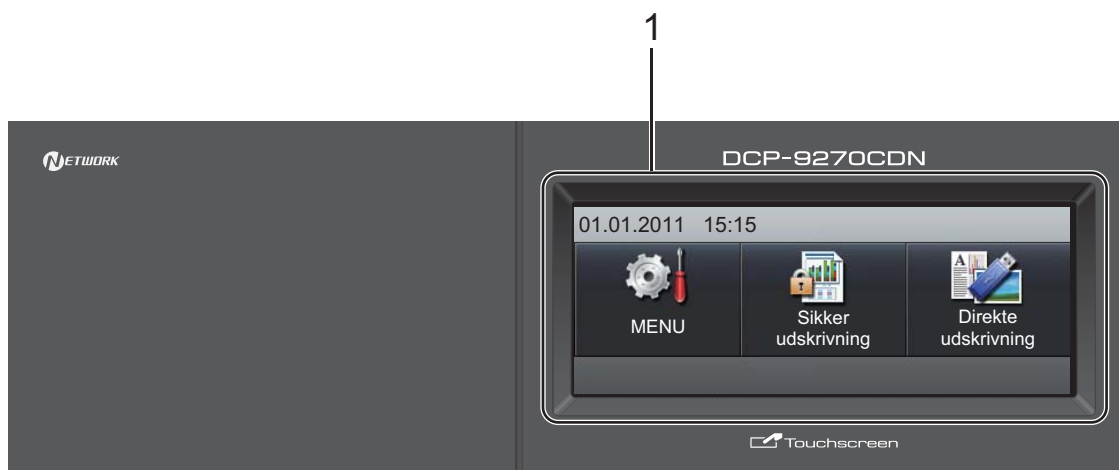 1
NETWORK
DCP-9270CDN
01.01.2011 15:15
MENU
Sikker
udskrivning
Direkte
udskrivning
A
Touchscreen